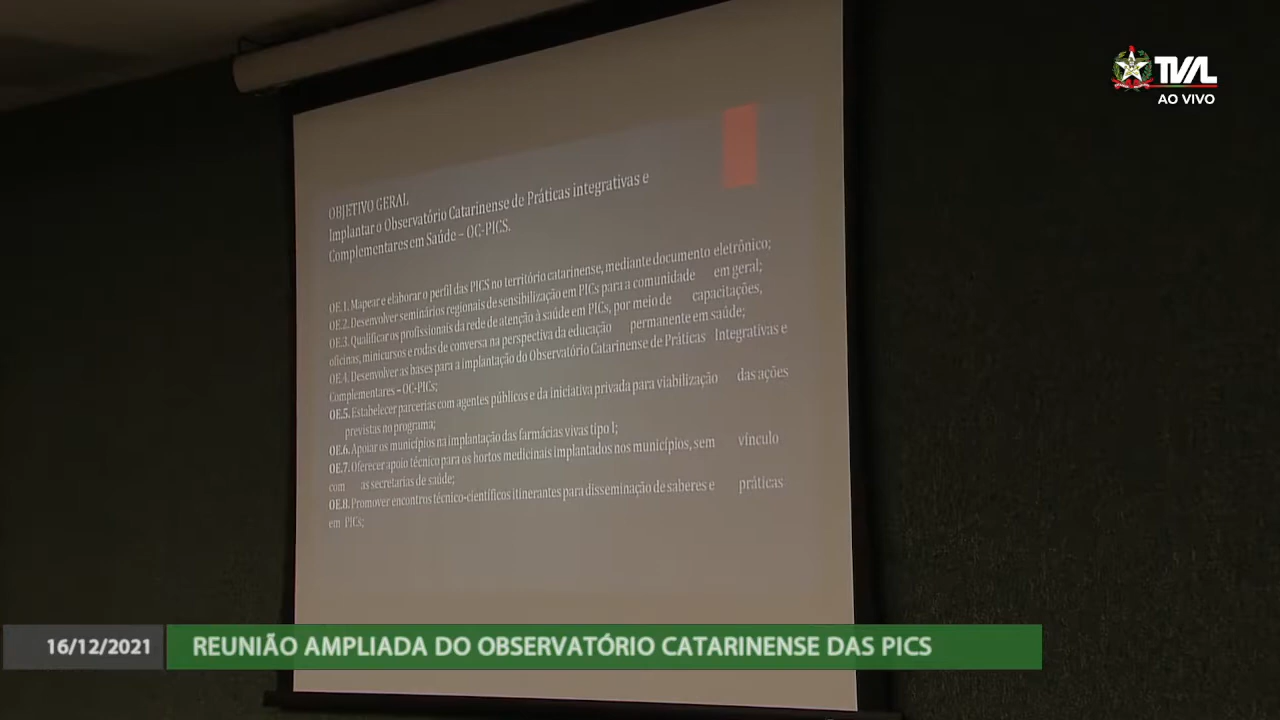 TVAL
AO VIVO
OBJETIVO GERAL
Implantar o Observatório Catarinense de Práticas integrativas e
Complementares em Saúde – OC-PICS.
OE.1. Mapear e elaborar o perfil das PICS no território catarinense, mediante documento eletrônico;
OE.2. Desenvolver seminários regionais de sensibilização em PICs para a comunidade em geral;
OE.3. Qualificar os profissionais da rede de atenção à saúde em PICs, por meio de capacitações,
oficinas, minicursos e rodas de conversa na perspectiva da educação permanente em saúde;
OE.4. Desenvolver as bases para a implantação do Observatório Catarinense de Práticas Integrativas e
Complementares – OC-PICs;
OE.5. Estabelecer parcerias com agentes públicos e da iniciativa privada para viabilização das ações
previstas no programa;
OE.6. Apoiar os municípios na implantação das farmácias vivas tipo I;
OE.7. Oferecer apoio técnico para os hortos medicinais implantados nos municípios, sem vínculo
com as secretarias de saúde;
OE.8. Promover encontros técnico-científicos itinerantes para disseminação de saberes e práticas
em PICs;
16/12/2021
REUNIÃO AMPLIADA DO OBSERVATÓRIO CATARINENSE DAS PICS